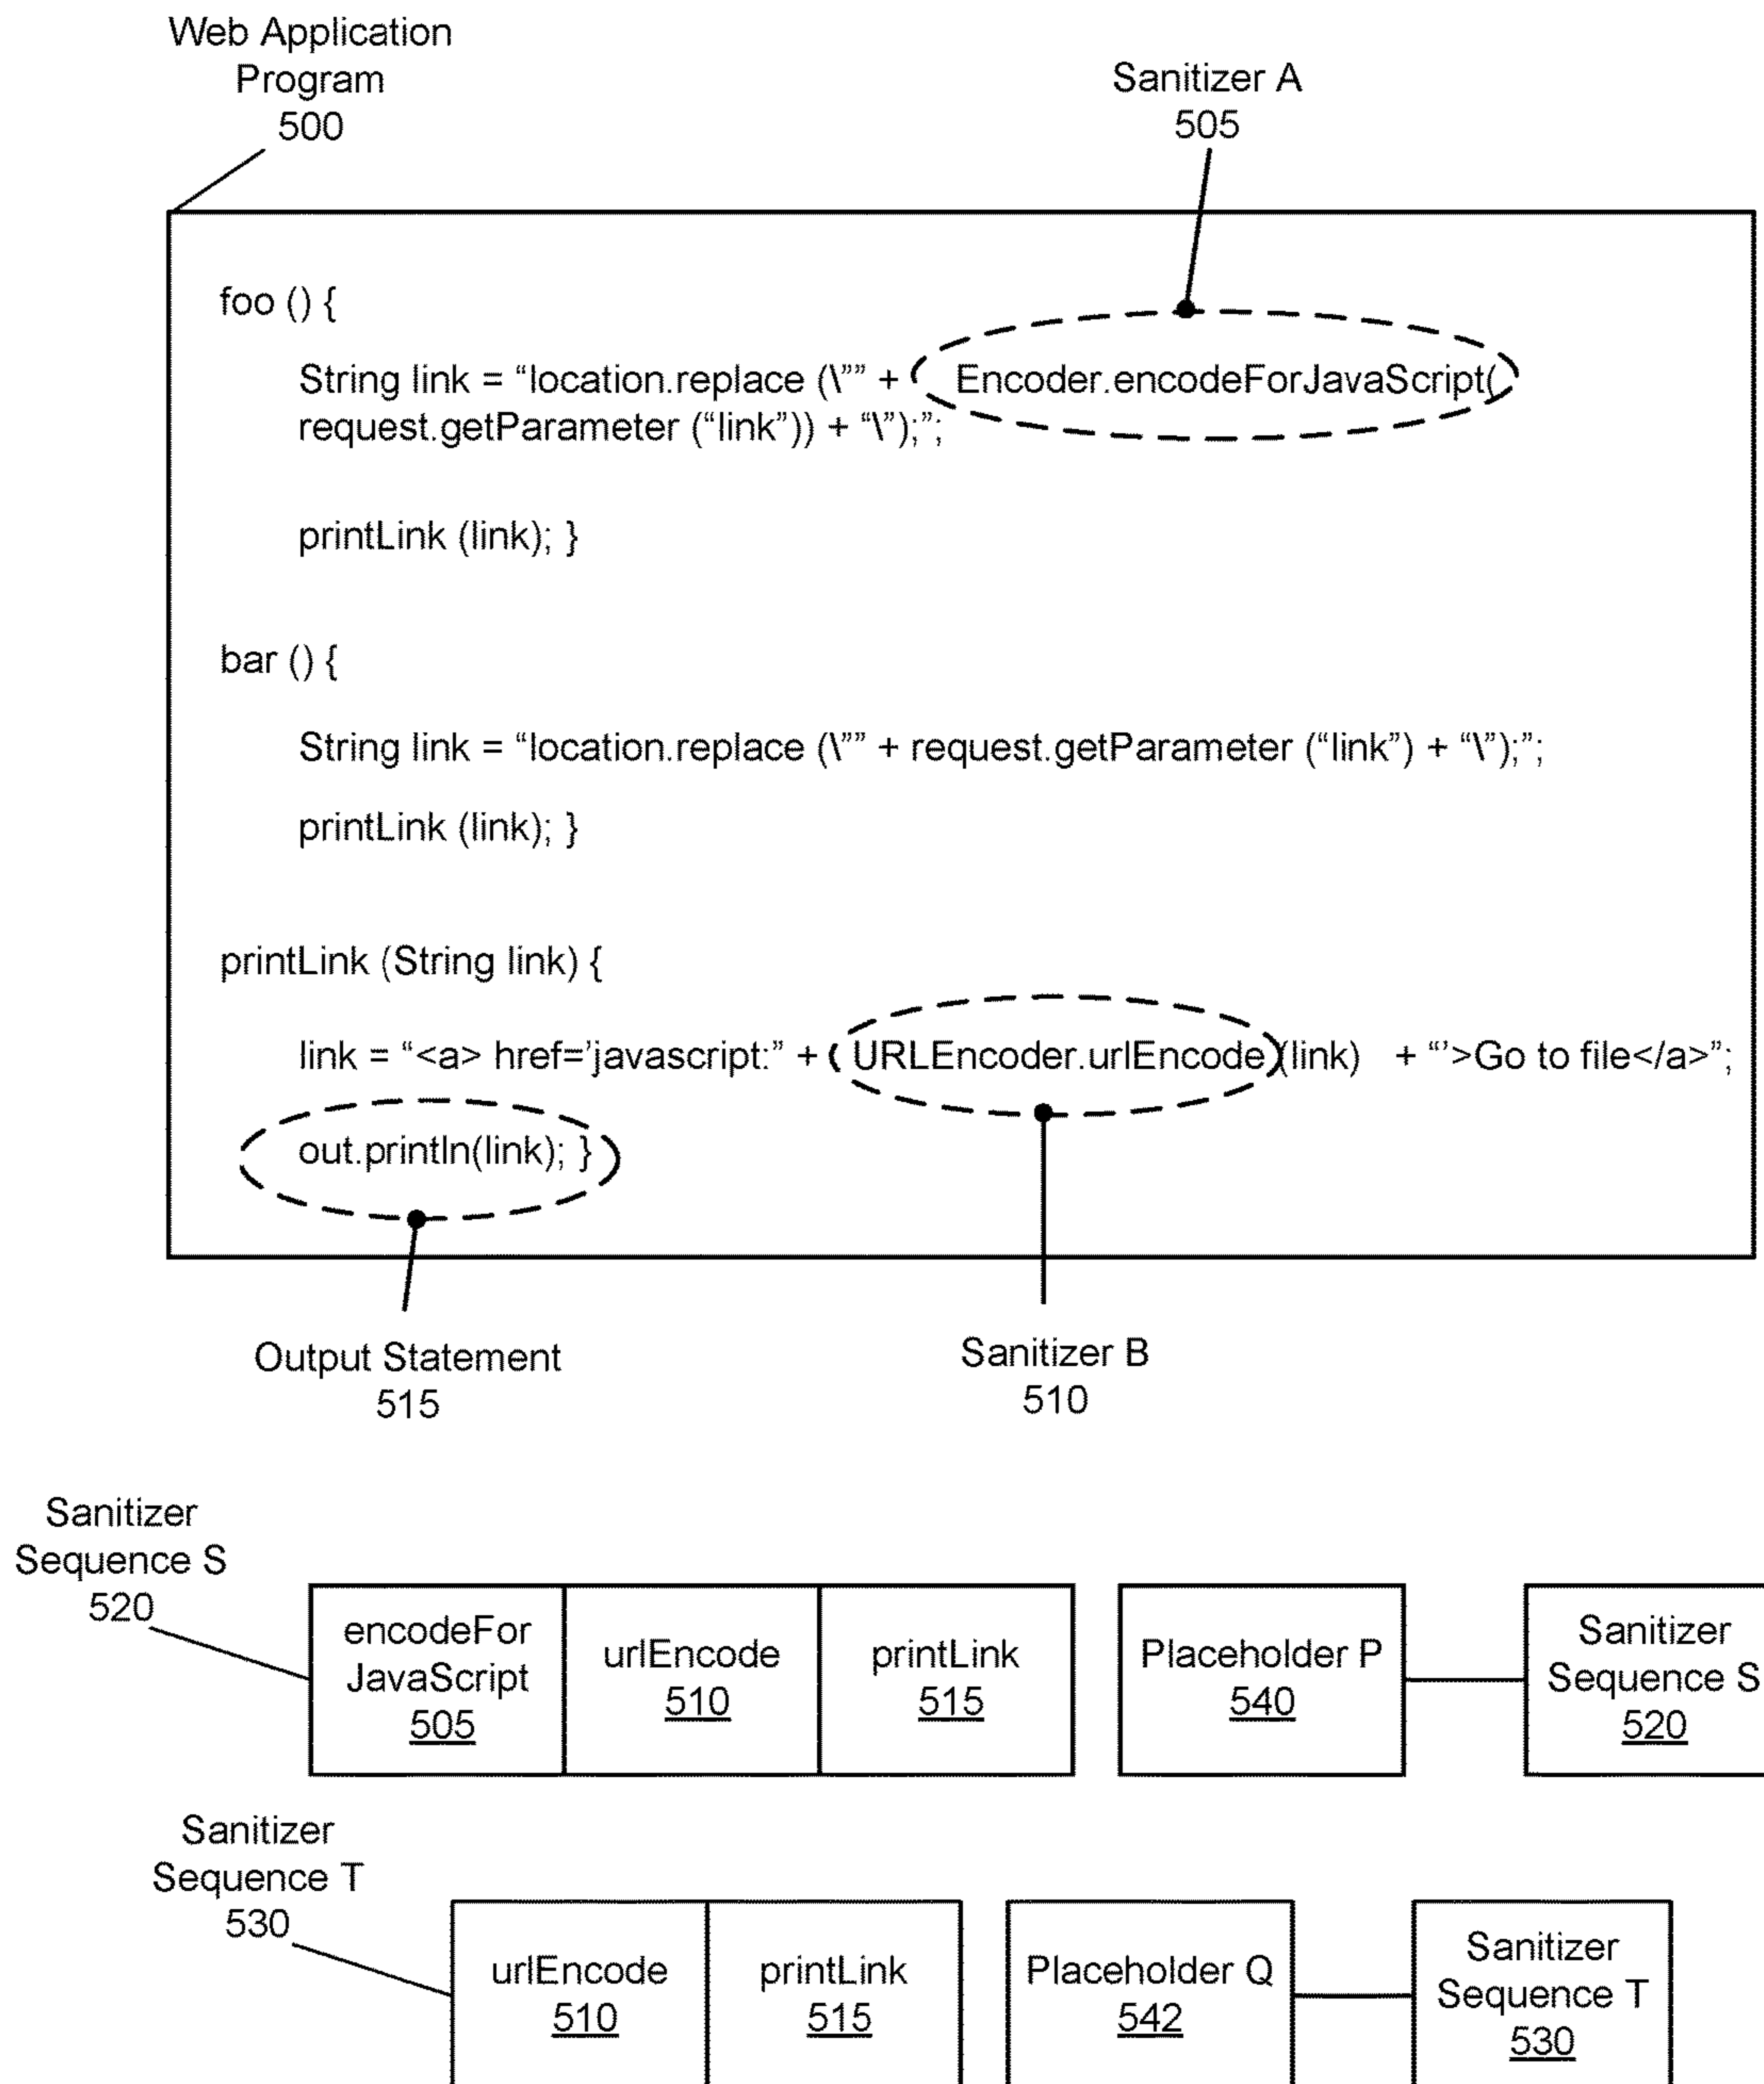 Web Application
Program
500
Sanitizer A
505
foo () {
String link = “location.replace (\”” + Encoder.encodeForJavaScript(
request.getParameter (“link”)) + “\”);”;
printLink (link); }
bar () {
String link = “location.replace (\”” + request.getParameter (“link”) + “\”);”;
printLink (link); }
printLink (String link) {
link = “<a> href=’javascript:” + URLEncoder.urlEncode(link) + “’>Go to file</a>”;
out.println(link); }
Output Statement
515
Sanitizer B
510
Sanitizer
Sequence S
520
encodeFor
JavaScript
505
urlEncode
510
printLink
515
Placeholder P
540
Sanitizer
Sequence S
520
Sanitizer
Sequence T
530
urlEncode
510
printLink
515
Placeholder Q
542
Sanitizer
Sequence T
530